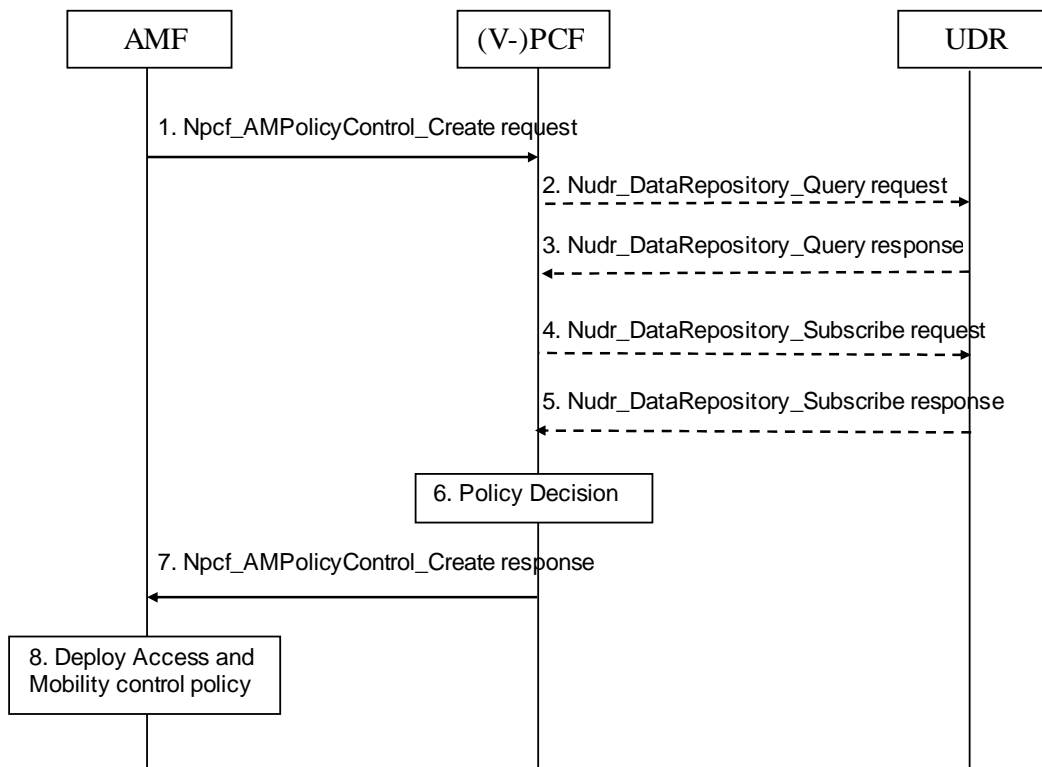 AMF
(V-)PCF
UDR
1. Npcf_AMPolicyControl_Create request
2. Nudr_DataRepository_Query request
3. Nudr_DataRepository_Query response
4. Nudr_DataRepository_Subscribe request
5. Nudr_DataRepository_Subscribe response
6. Policy Decision
7. Npcf_AMPolicyControl_Create response
8. Deploy Access and
Mobility control policy